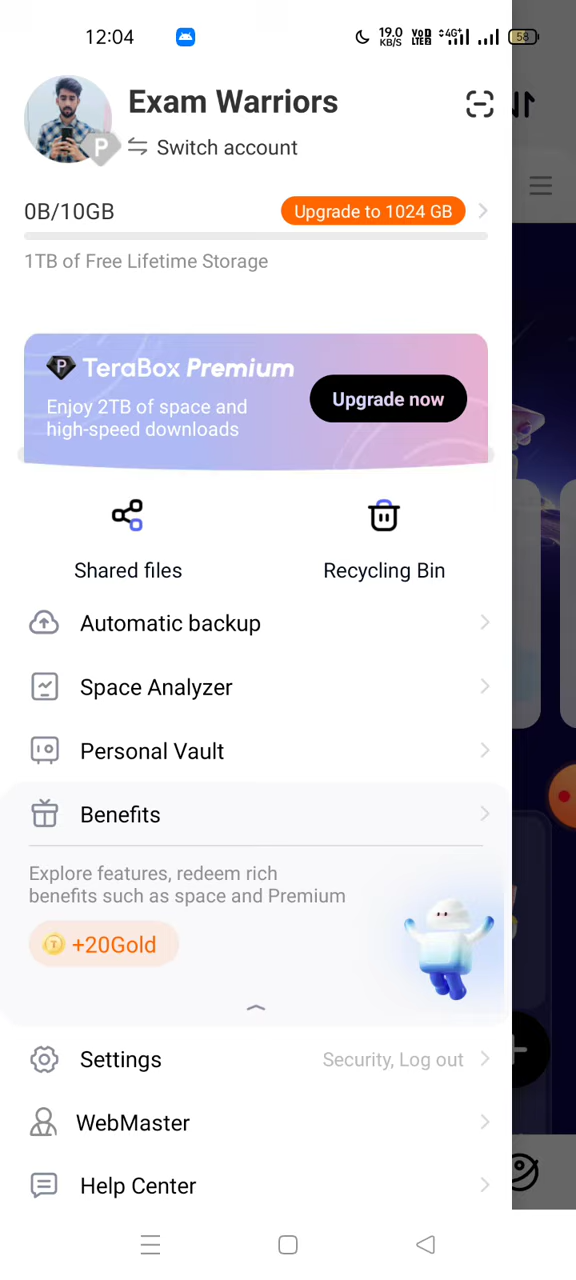 12:04
19.0
KB/S
VoD
LTE2
4G+
58
Exam Warriors
P
Switch account
0B/10GB
Upgrade to 1024 GB
1TB of Free Lifetime Storage
P TeraBox Premium
Enjoy 2TB of space and
high-speed downloads
Upgrade now
Shared files
Recycling Bin
Automatic backup
Space Analyzer
Personal Vault
Benefits
Explore features, redeem rich
benefits such as space and Premium
+20Gold
Settings
Security, Log out
WebMaster
Help Center